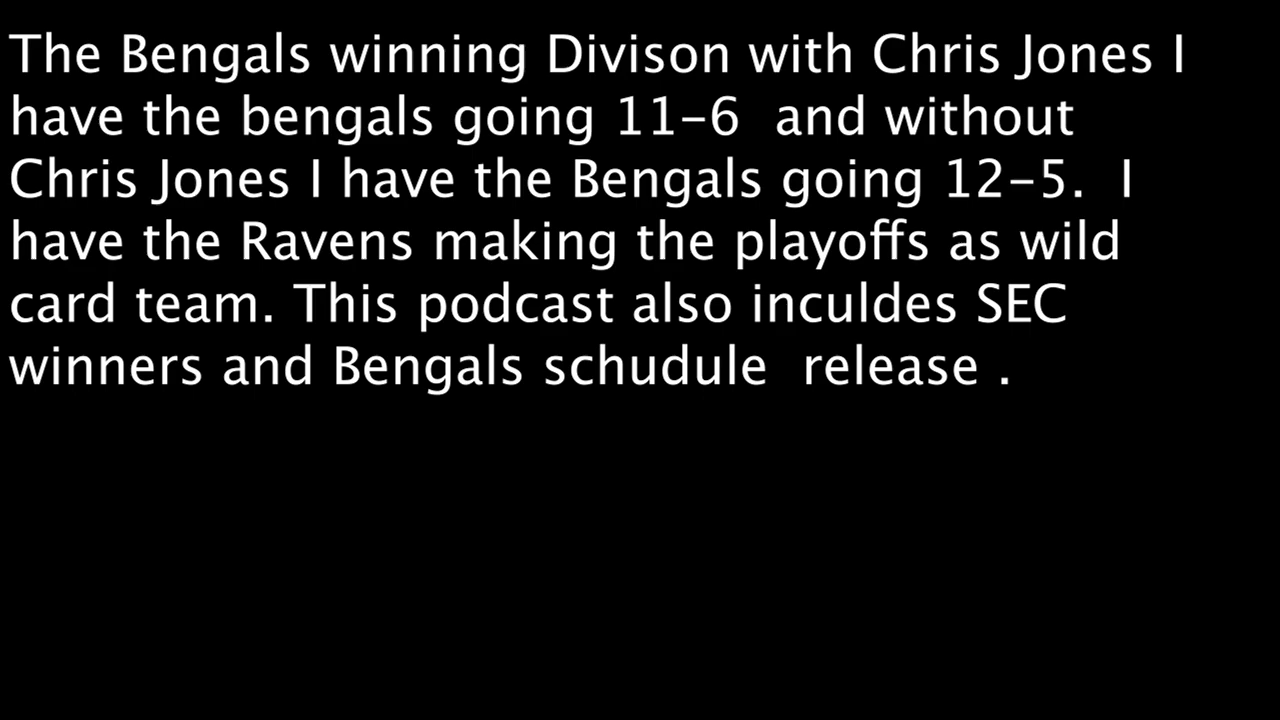 The Bengals winning Divison with Chris Jones I
have the bengals going 11-6  and without
Chris Jones I have the Bengals going 12-5.  I
have the Ravens making the playoffs as wild
card team. This podcast also inculdes SEC
winners and Bengals schudule  release .